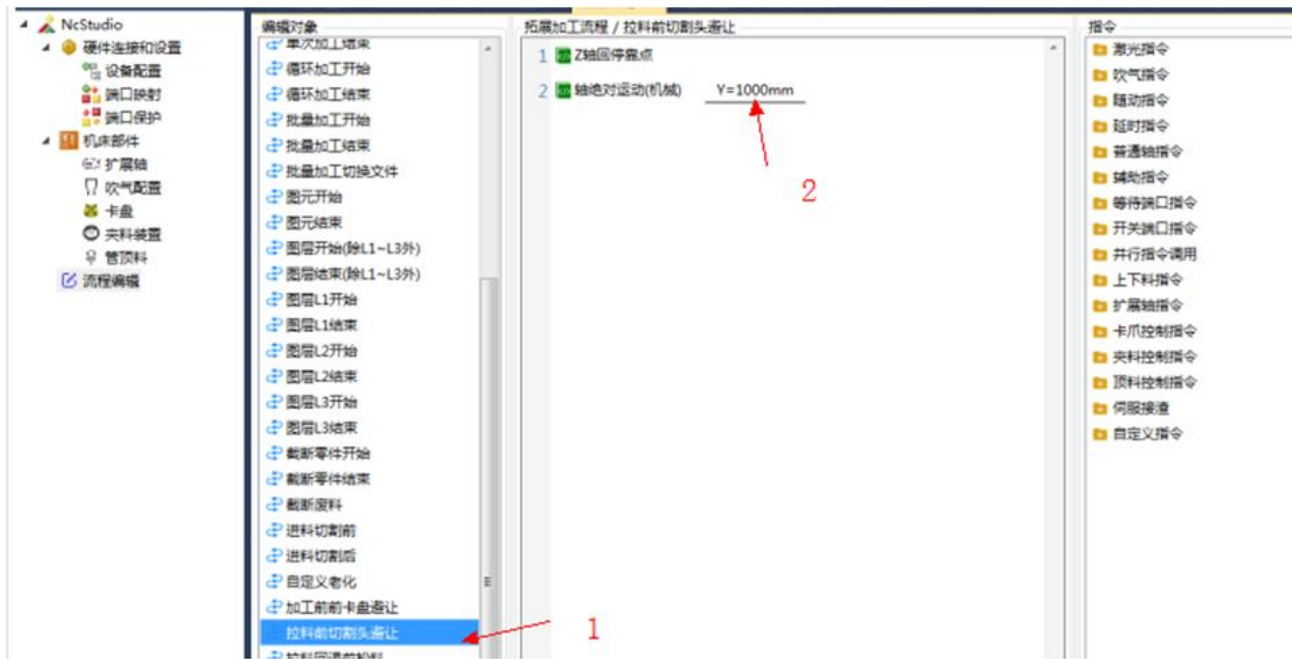 NcStudio
硬件连接和设置
设备配置
端口映射
端口保护
机床部件
扩展轴
吹气配置
卡盘
夹料装置
管顶料
流程编辑
编辑对象
单次加工结束
循环加工开始
循环加工结束
批量加工开始
批量加工结束
批量加工切换文件
图元开始
图元结束
图层开始(除L1~L3外)
图层结束(除L1~L3外)
图层L1开始
图层L1结束
图层L2开始
图层L2结束
图层L3开始
图层L3结束
截断零件开始
截断零件结束
截断废料
进料切割前
进料切割后
自定义老化
加工前前卡盘避让
拉料前切割头避让
拉料回退前松料
1
拓展加工流程 / 拉料前切割头避让
1 Z轴回停靠点
2 轴绝对运动(机械) Y=1000mm
2
指令
激光指令
吹气指令
随动指令
延时指令
普通轴指令
辅助指令
等待端口指令
开关端口指令
并行指令调用
上下料指令
扩展轴指令
卡爪控制指令
夹料控制指令
顶料控制指令
伺服接渣
自定义指令